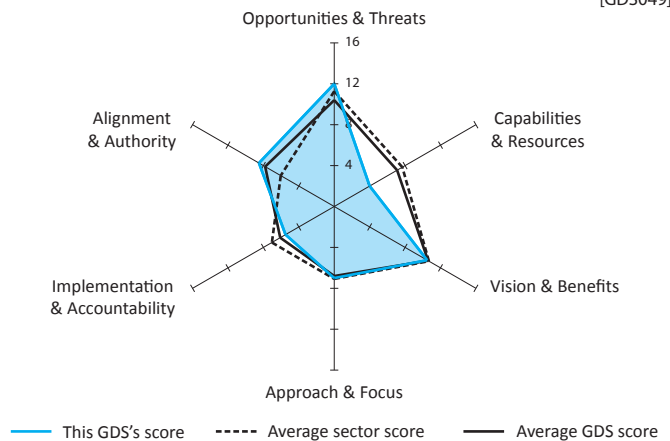 [GDS049]
Opportunities & Threats
16
12
8
4
Alignment
& Authority
Capabilities
& Resources
Implementation
& Accountability
Vision & Benefits
Approach & Focus
This GDS's score
Average sector score
Average GDS score